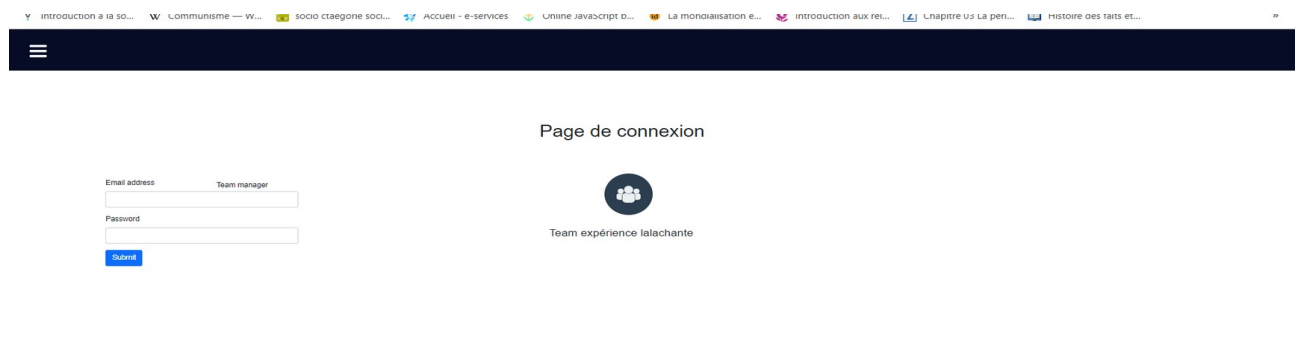 Introduction à la so... W Communisme — W... socio ctaegorie soci... Accueil - e-services Online JavaScript b... id La mondialisation e... Introduction aux rel... Z Chapitre 03 La péri... Histoire des faits et... »
Page de connexion
Email address Team manager
Password
Submit
Team expérience lalachante